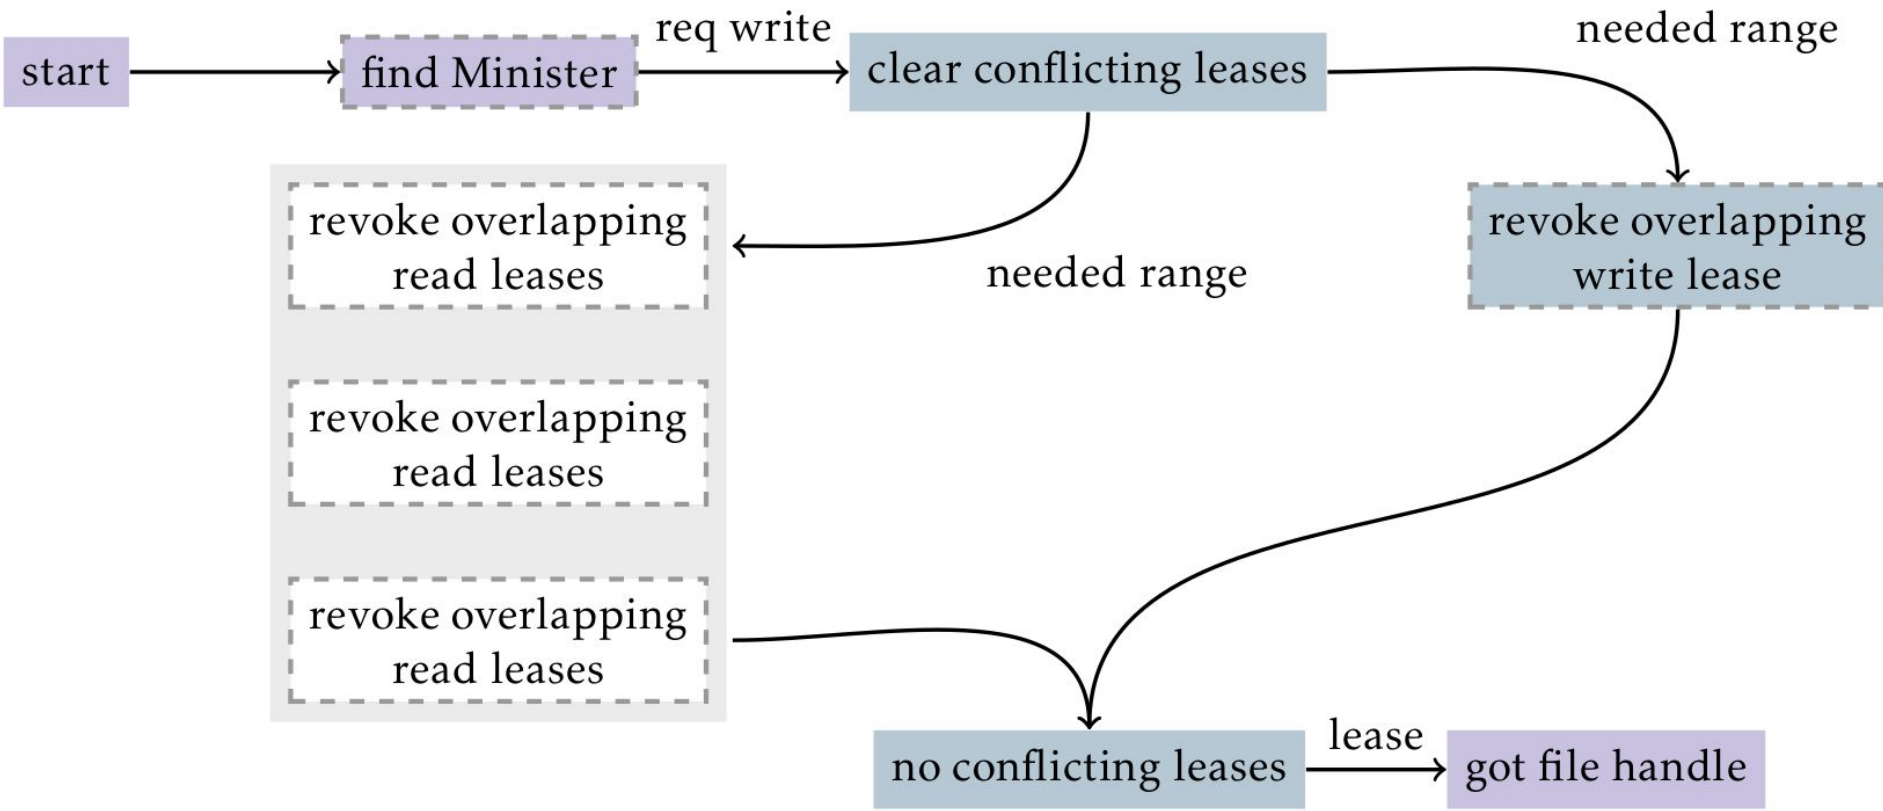 start
find Minister
req write
clear conflicting leases
needed range
revoke overlapping
read leases
needed range
revoke overlapping
write lease
revoke overlapping
read leases
revoke overlapping
read leases
no conflicting leases
lease
got file handle